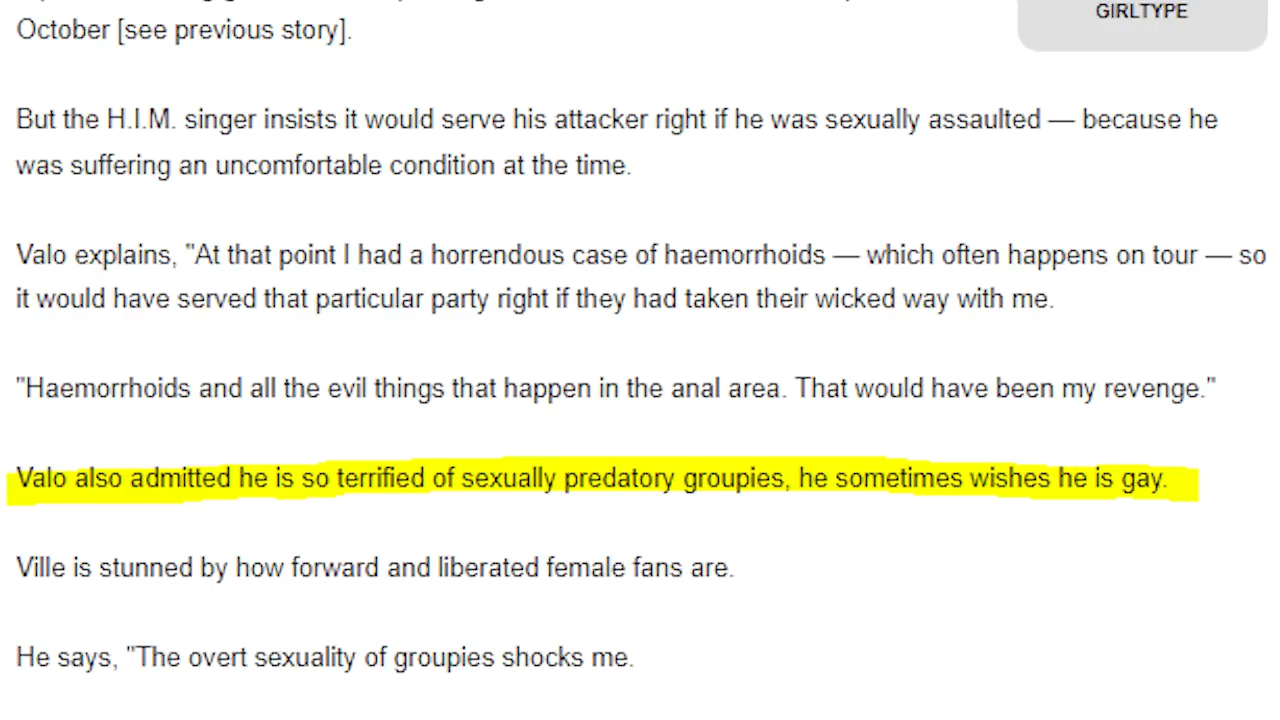 October [see previous story].
GIRLTYPE
But the H.I.M. singer insists it would serve his attacker right if he was sexually assaulted — because he
was suffering an uncomfortable condition at the time.
Valo explains, "At that point I had a horrendous case of haemorrhoids — which often happens on tour — so
it would have served that particular party right if they had taken their wicked way with me.
"Haemorrhoids and all the evil things that happen in the anal area. That would have been my revenge."
Valo also admitted he is so terrified of sexually predatory groupies, he sometimes wishes he is gay.
Ville is stunned by how forward and liberated female fans are.
He says, "The overt sexuality of groupies shocks me.